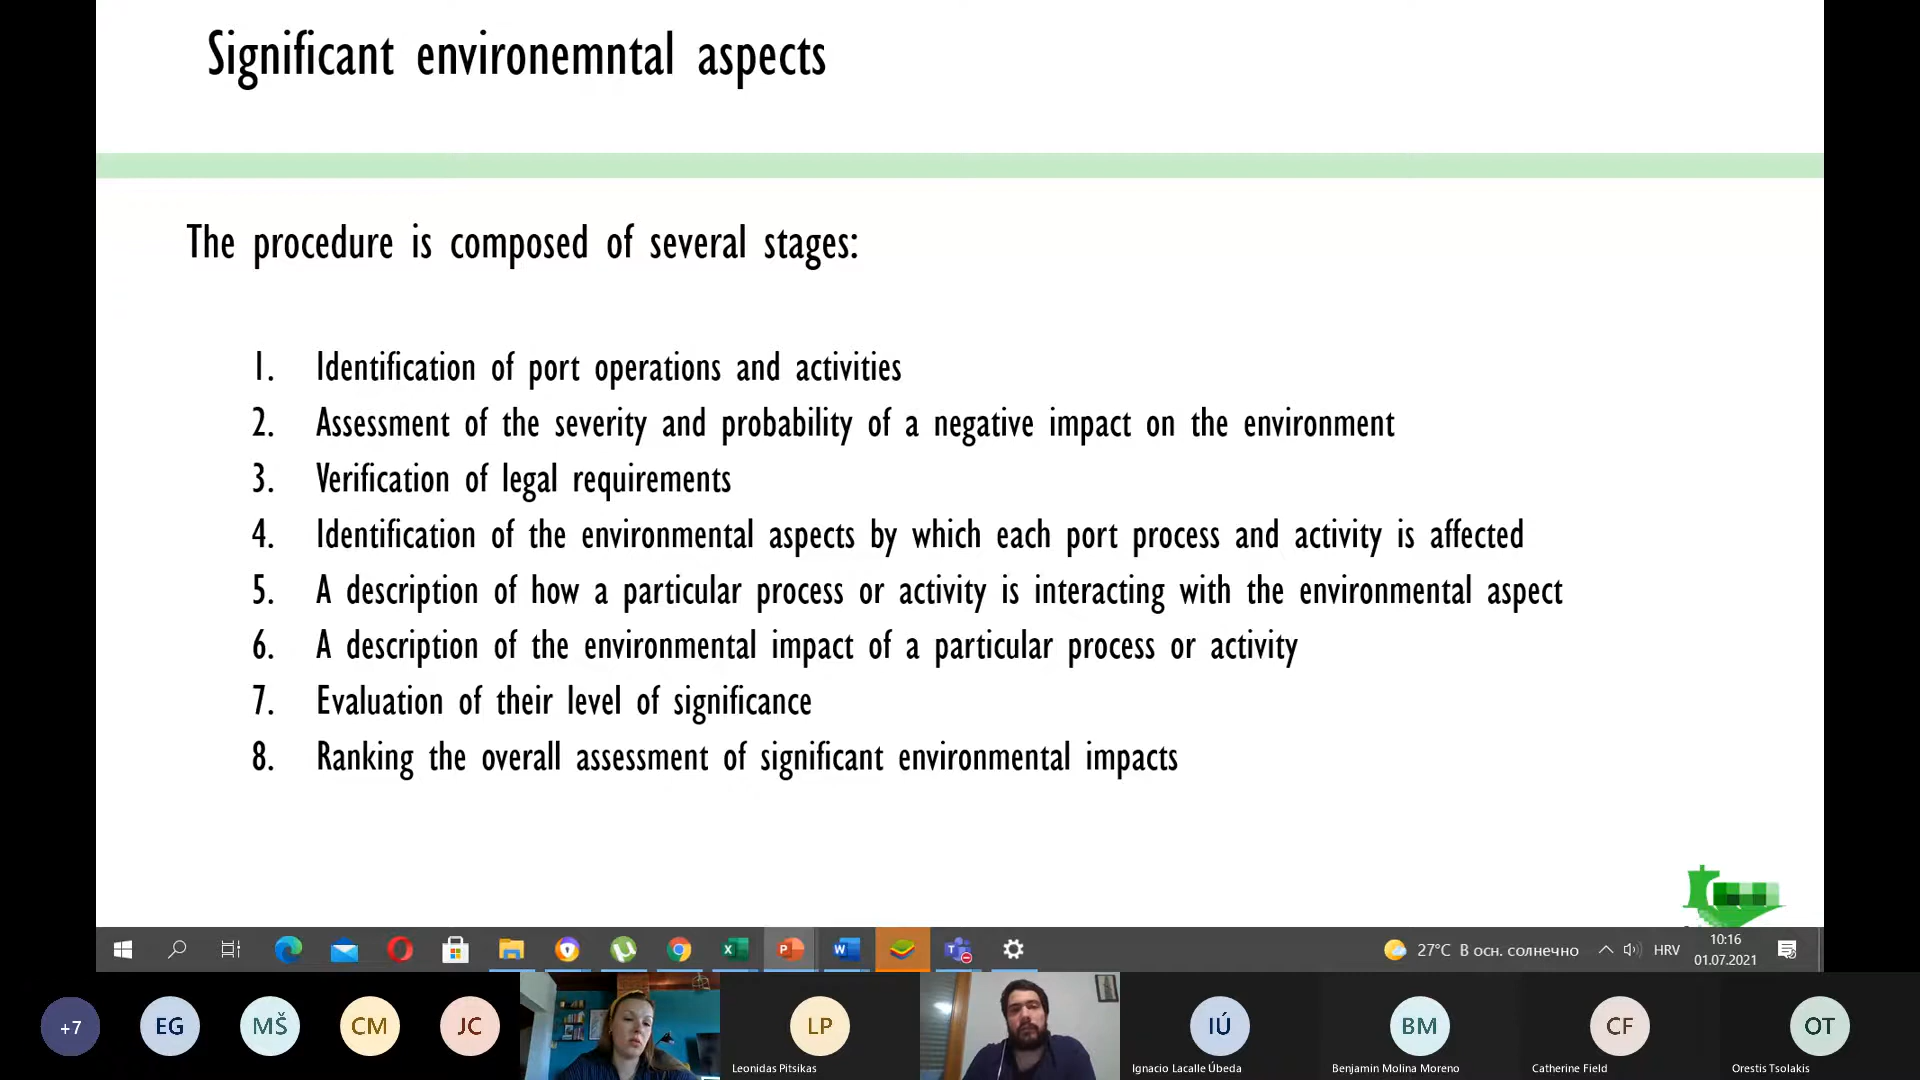 Significant environemntal aspects
The procedure is composed of several stages:
1. Identification of port operations and activities
2. Assessment of the severity and probability of a negative impact on the environment
3. Verification of legal requirements
4. Identification of the environmental aspects by which each port process and activity is affected
5. A description of how a particular process or activity is interacting with the environmental aspect
6. A description of the environmental impact of a particular process or activity
7. Evaluation of their level of significance
8. Ranking the overall assessment of significant environmental impacts
27°C В осн. солнечно
HRV
10:16
01.07.2021
+7
EG
MŠ
CM
JC
LP
IÚ
BM
CF
OT
Leonidas Pitsikas
Ignacio Lacalle Úbeda
Benjamin Molina Moreno
Catherine Field
Orestis Tsolakis